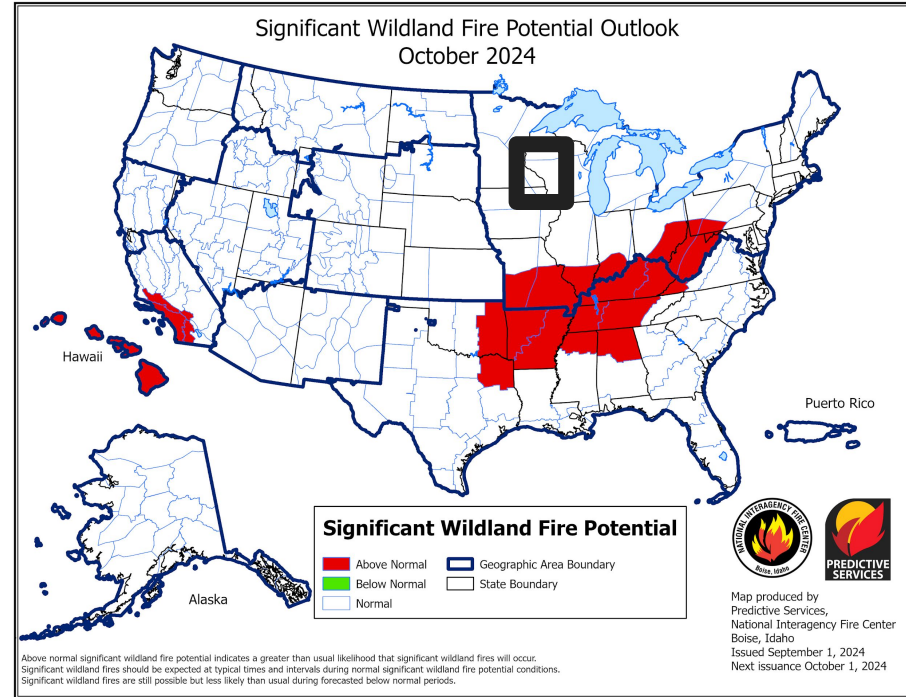 Significant Wildland Fire Potential Outlook
October 2024
Hawaii
Puerto Rico
Alaska
Significant Wildland Fire Potential
Above Normal
Geographic Area Boundary
Below Normal
State Boundary
Normal
NATIONAL INTERAGENCY FIRE CENTER
Boise, Idaho
PREDICTIVE
SERVICES
Map produced by
Predictive Services,
National Interagency Fire Center
Boise, Idaho
Issued September 1, 2024
Next issuance October 1, 2024
Above normal significant wildland fire potential indicates a greater than usual likelihood that significant wildland fires will occur.
Significant wildland fires should be expected at typical times and intervals during normal significant wildland fire potential conditions.
Significant wildland fires are still possible but less likely than usual during forecasted below normal periods.